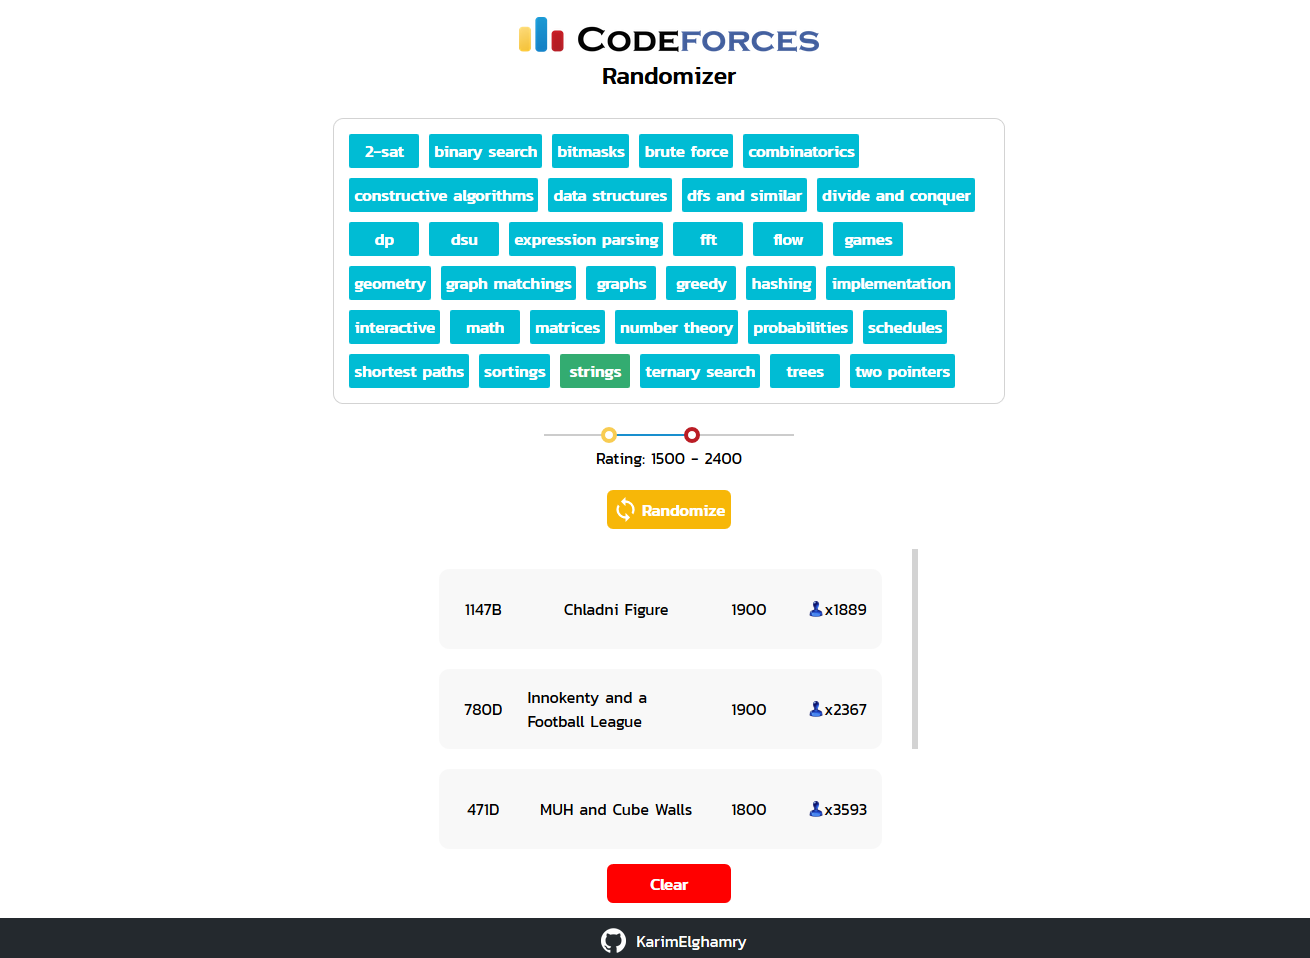 CODEFORCES
Randomizer
2-sat binary search bitmasks brute force combinatorics
constructive algorithms data structures dfs and similar divide and conquer
dp dsu expression parsing fft flow games
geometry graph matchings graphs greedy hashing implementation
interactive math matrices number theory probabilities schedules
shortest paths sortings strings ternary search trees two pointers
Rating: 1500 - 2400
Randomize
1147B Chladni Figure 1900 x1889
780D Innokenty and a Football League 1900 x2367
471D MUH and Cube Walls 1800 x3593
Clear
KarimElghamry